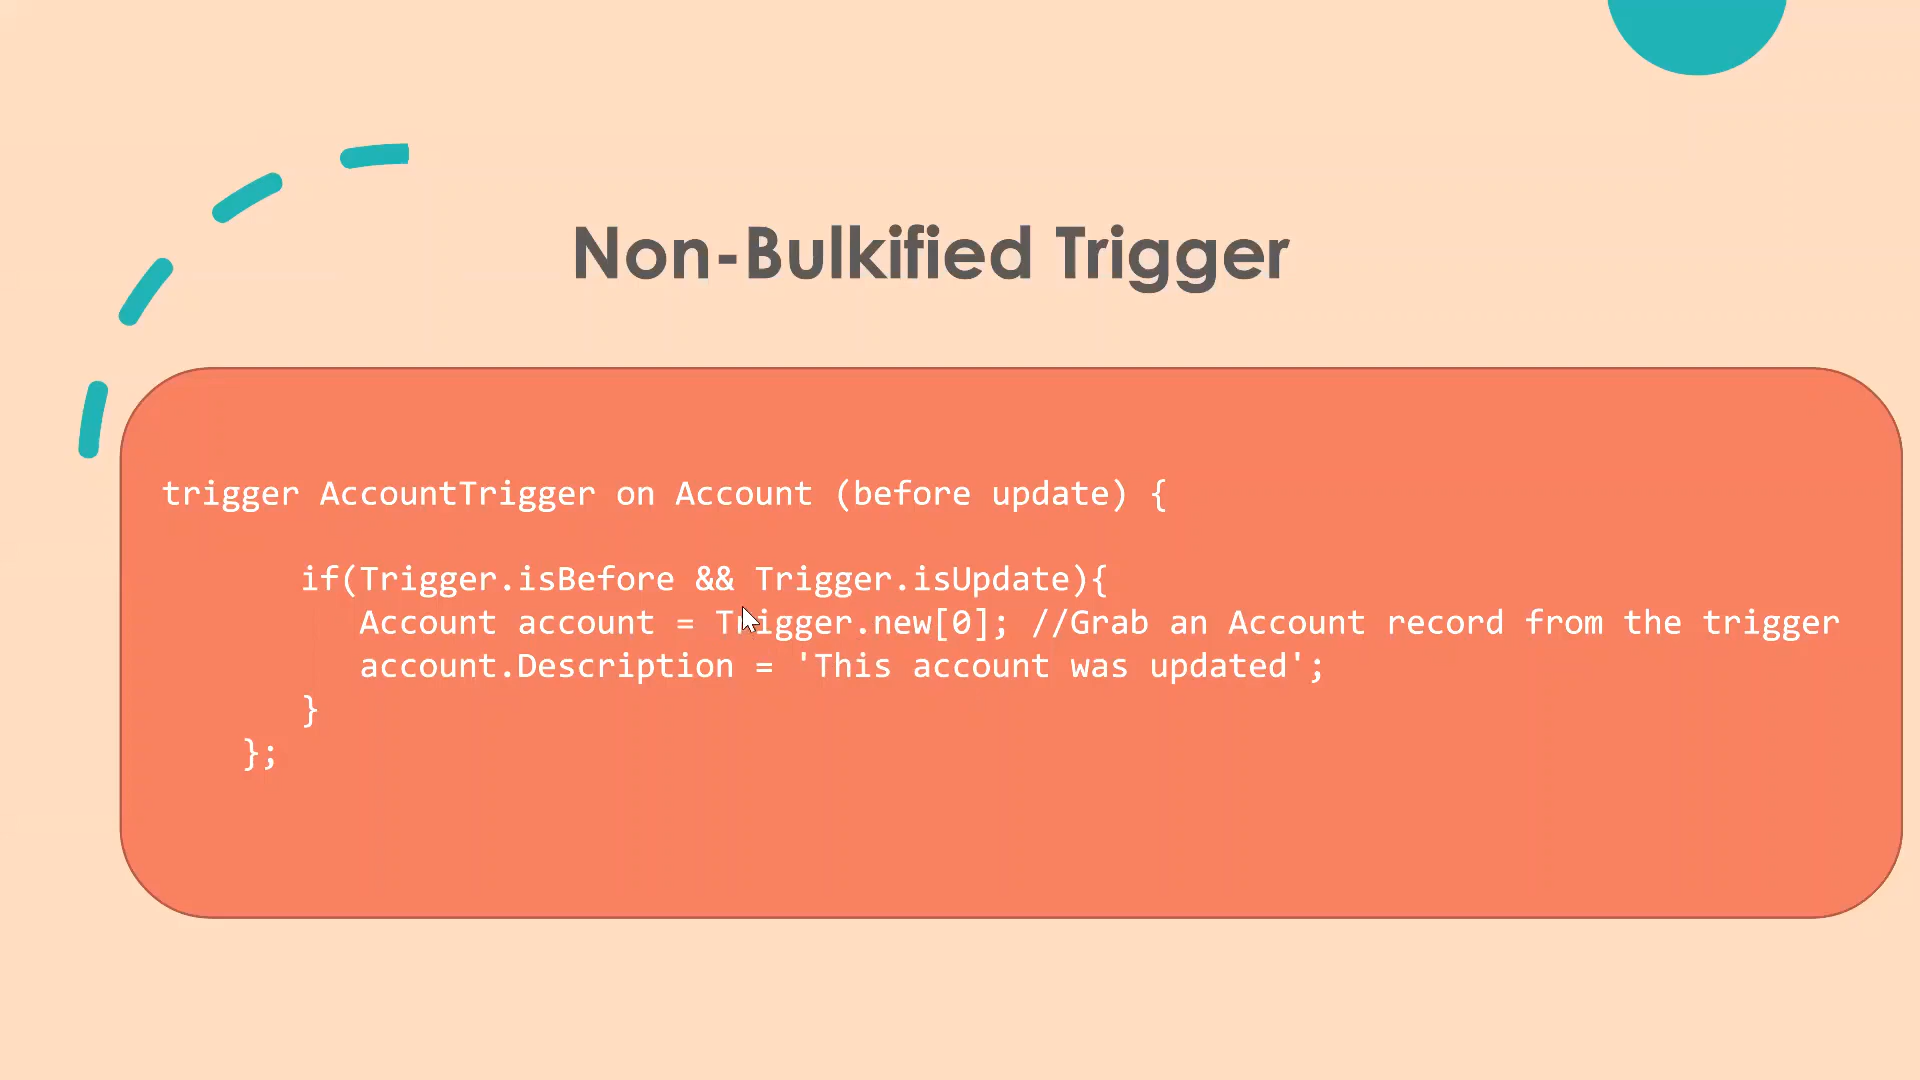 Non-Bulkified Trigger
trigger AccountTrigger on Account (before update) {
if(Trigger.isBefore && Trigger.isUpdate){
Account account = Trigger.new[0]; //Grab an Account record from the trigger
account.Description = 'This account was updated';
}
};